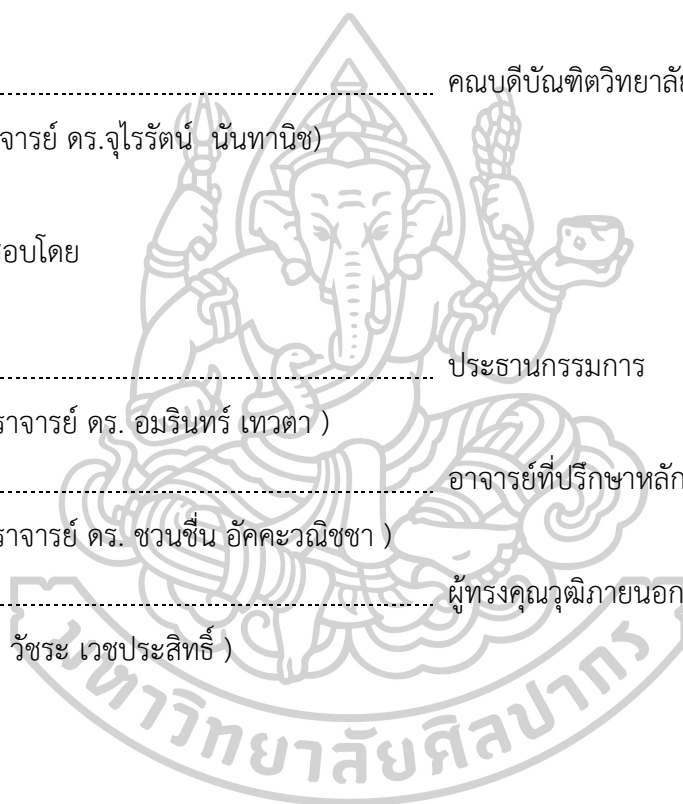 คณบดีบัณฑิตวิทยาลัย
จารย์ ดร.จุไรรัตน์ นันทานิช)
อบโดย
ประธานกรรมการ
ราจารย์ ดร. อมรินทร์ เทวตา )
อาจารย์ที่ปรึกษาหลัก
ราจารย์ ดร. ชวนชื่น อัคคะวณิชชา )
ผู้ทรงคุณวุฒิภายนอก
วัชระ เวชประสิทธิ์ )
มหาวิทยาลัยศิลปากร